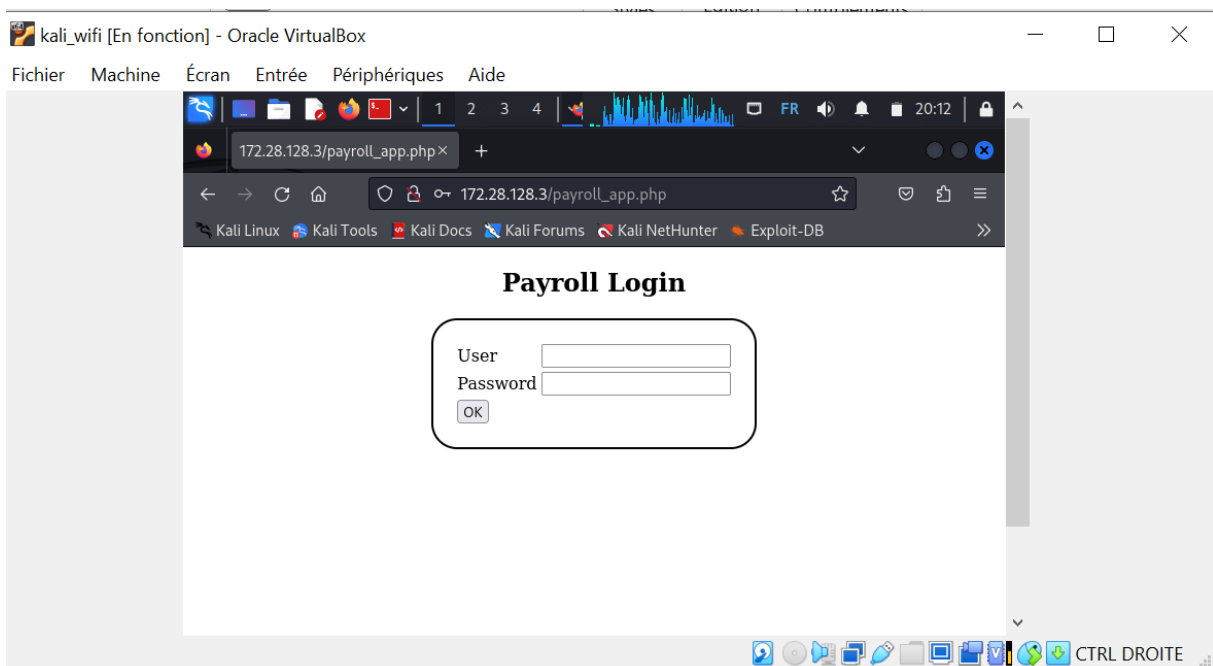 kali_wifi [En fonction] - Oracle VirtualBox
Fichier Machine Écran Entrée Périphériques Aide
1 2 3 4 FR 20:12
172.28.128.3/payroll_app.php
172.28.128.3/payroll_app.php
Kali Linux Kali Tools Kali Docs Kali Forums Kali NetHunter Exploit-DB
Payroll Login
User
Password
OK
CTRL DROITE